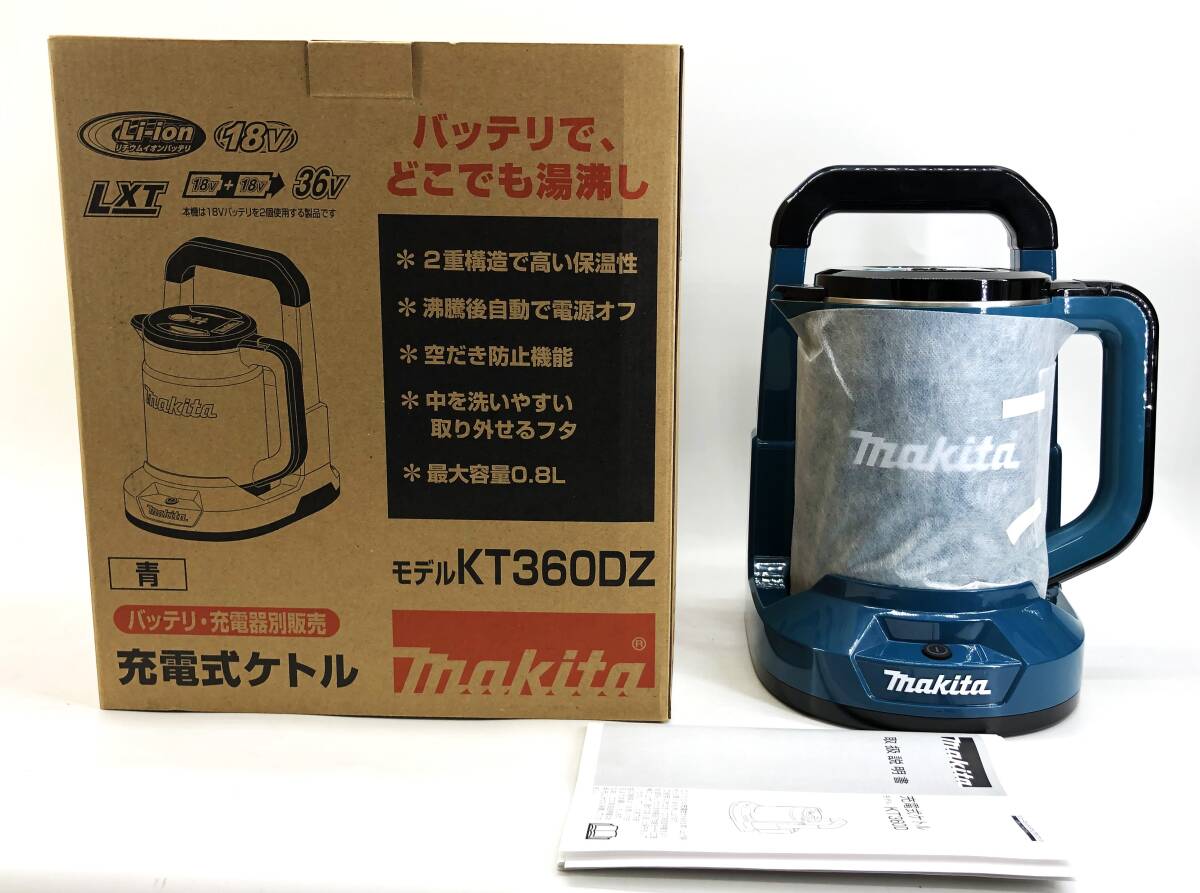 Li-ion
リチウムイオンバッテリ
18V
LXT
18V + 18V 36V
本機は18Vバッテリを2個使用する製品です
バッテリで、
どこでも湯沸し
＊2重構造で高い保温性
＊沸騰後自動で電源オフ
＊空だき防止機能
＊中を洗いやすい
取り外せるフタ
＊最大容量0.8L
makita
makita
青
モデルKT360DZ
バッテリ・充電器別販売
充電式ケトル
makita®
makita
makita
makita
取扱説明書
充電式ケトル
モデル KT360D